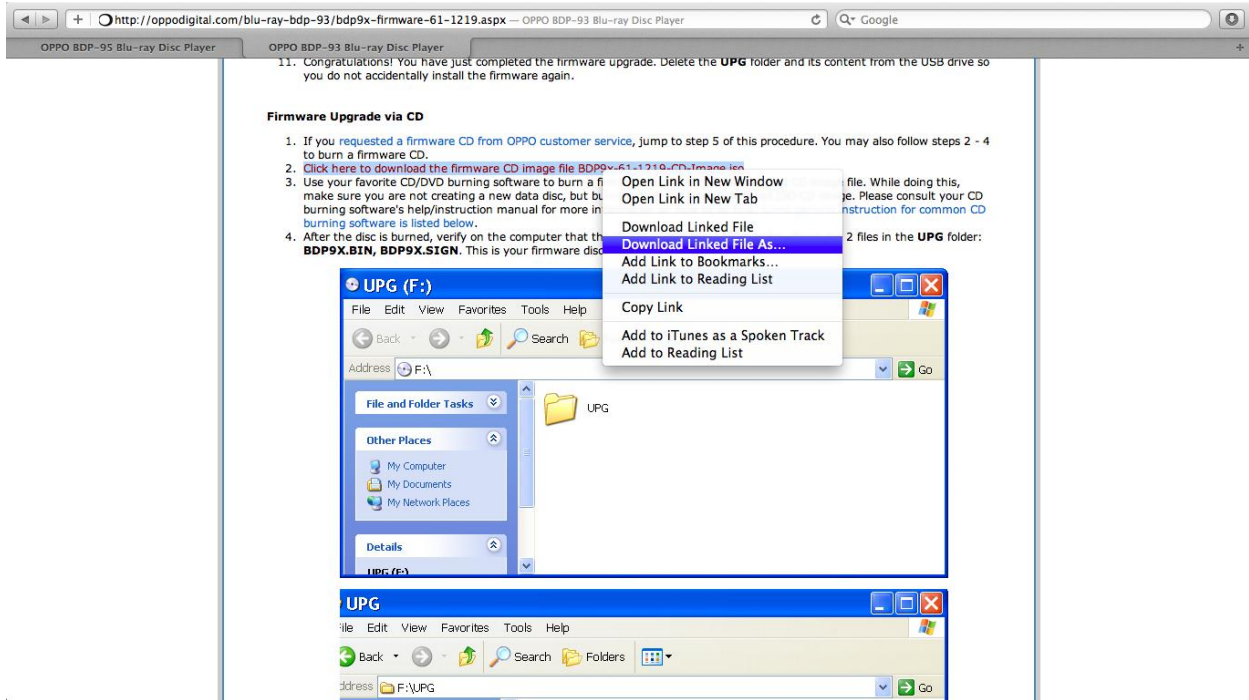 http://oppodigital.com/blu-ray-bdp-93/bdp9x-firmware-61-1219.aspx — OPPO BDP-93 Blu-ray Disc Player
Google
OPPO BDP-95 Blu-ray Disc Player
OPPO BDP-93 Blu-ray Disc Player
11. Congratulations! You have just completed the firmware upgrade. Delete the UPG folder and its content from the USB drive so
you do not accidentally install the firmware again.
Firmware Upgrade via CD
1. If you requested a firmware CD from OPPO customer service, jump to step 5 of this procedure. You may also follow steps 2 - 4
to burn a firmware CD.
2. Click here to download the firmware CD image file BDP9x-61-1219-CD-Image.iso
3. Use your favorite CD/DVD burning software to burn a file. While doing this,
make sure you are not creating a new data disc, but Please consult your CD
burning software's help/instruction manual for more instruction for common CD
burning software is listed below.
4. After the disc is burned, verify on the computer that 2 files in the UPG folder:
BDP9X.BIN, BDP9X.SIGN. This is your firmware
Open Link in New Window
Open Link in New Tab
Download Linked File
Download Linked File As...
Add Link to Bookmarks...
Add Link to Reading List
Copy Link
Add to iTunes as a Spoken Track
Add to Reading List
UPG (F:)
File Edit View Favorites Tools Help
Back Search
Address F:\ Go
File and Folder Tasks
UPG
Other Places
My Computer
My Documents
My Network Places
Details
UPG (F:)
UPG
File Edit View Favorites Tools Help
Back Search Folders
Address F:\UPG Go